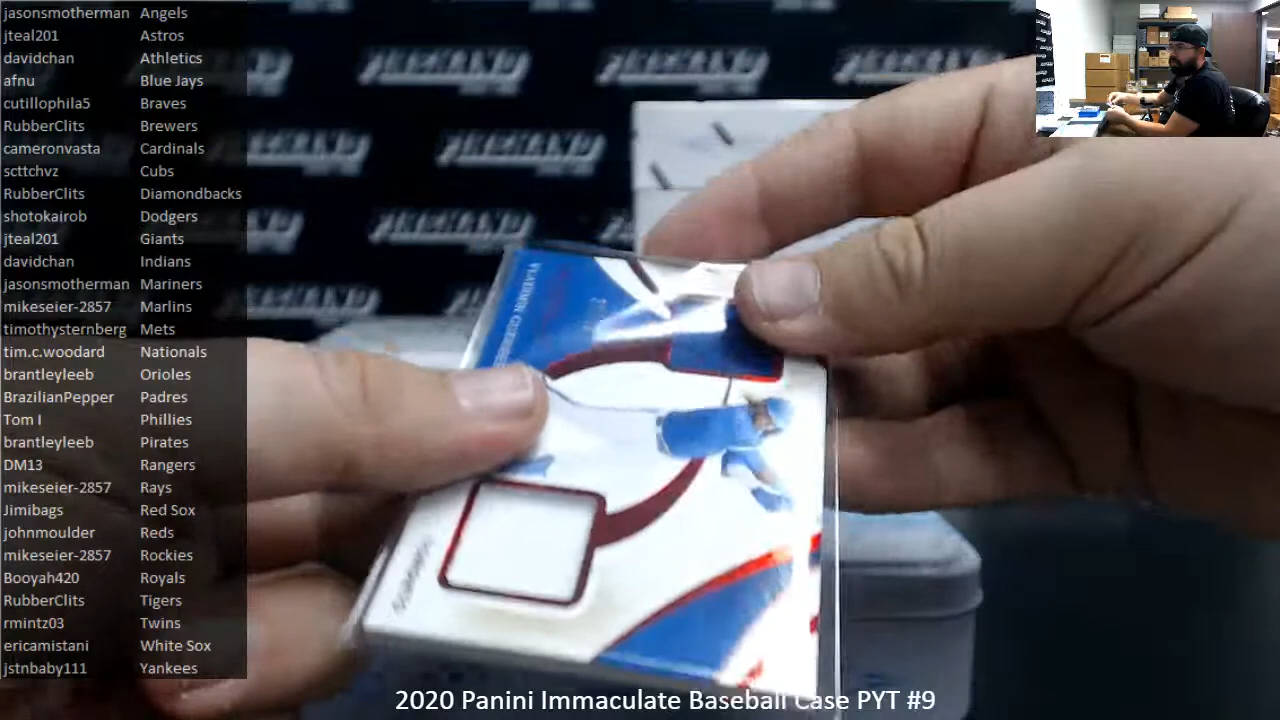 jasonsmotherman Angels
jteal201 Astros
davidchan Athletics
afnu Blue Jays
cutillophila5 Braves
RubberClits Brewers
cameronvasta Cardinals
scttchvz Cubs
RubberClits Diamondbacks
shotokairob Dodgers
jteal201 Giants
davidchan Indians
jasonsmotherman Mariners
mikeseier-2857 Marlins
timothysternberg Mets
tim.c.woodard Nationals
brantleyleeb Orioles
BrazilianPepper Padres
Tom I Phillies
brantleyleeb Pirates
DM13 Rangers
mikeseier-2857 Rays
Jimibags Red Sox
johnmoulder Reds
mikeseier-2857 Rockies
Booyah420 Royals
RubberClits Tigers
rmintz03 Twins
ericamistani White Sox
jstnbaby111 Yankees
2020 Panini Immaculate Baseball Case PYT #9